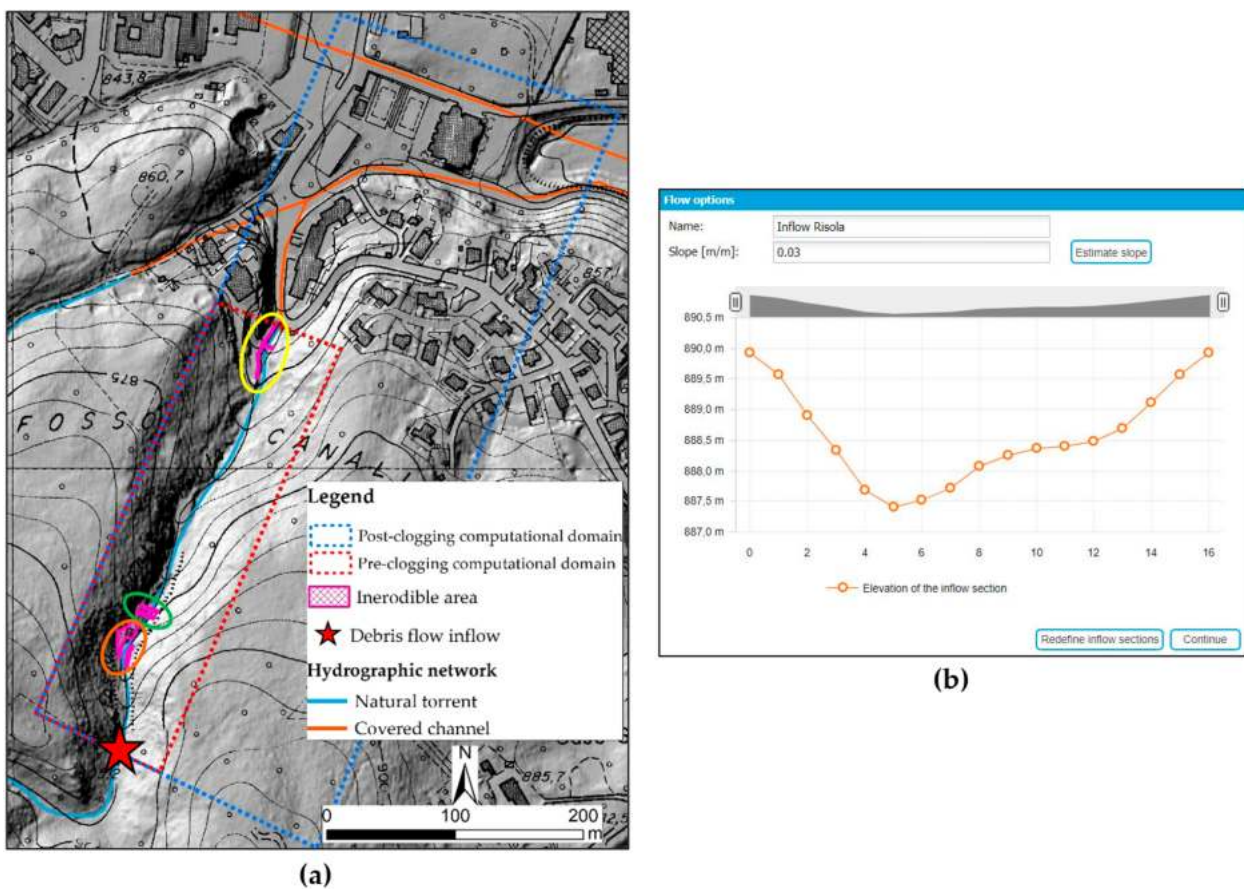 843,8
860,7
857,
875
FOSSO
CANALI
Legend
Post-clogging computational domain
Pre-clogging computational domain
Inerodible area
Debris flow inflow
Hydrographic network
Natural torrent
Covered channel
N
900
885,7
0 100 200
m
(a)
Flow options
Name: Inflow Risola
Slope [m/m]: 0.03 Estimate slope
890,5 m
890,0 m
889,5 m
889,0 m
888,5 m
888,0 m
887,5 m
887,0 m
0 2 4 6 8 10 12 14 16
Elevation of the inflow section
Redefine inflow sections Continue
(b)